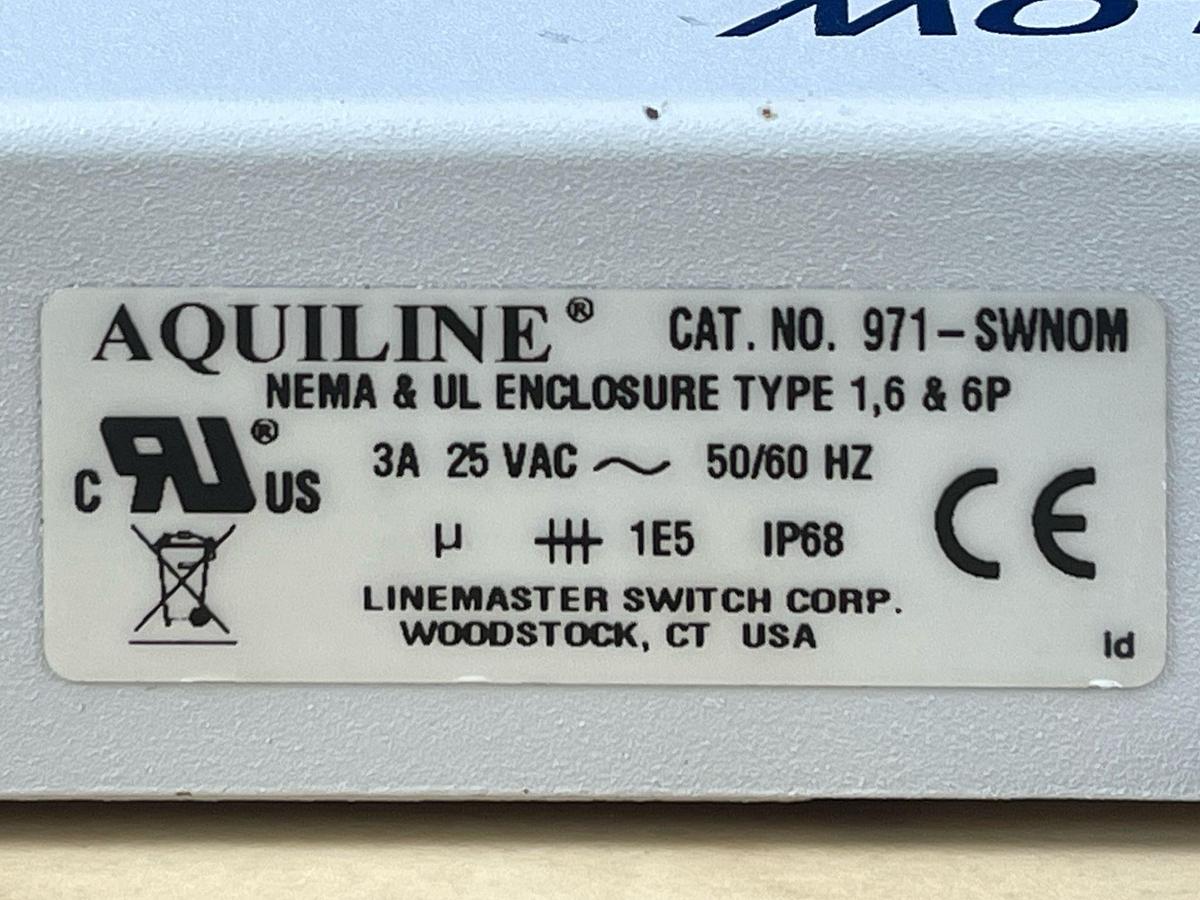 AQUILINE® CAT. NO. 971-SWNOM
NEMA & UL ENCLOSURE TYPE 1,6 & 6P
C RU® US
3A 25 VAC ~ 50/60 HZ
µ 1E5 IP68
CE
LINEMASTER SWITCH CORP.
WOODSTOCK, CT USA
id